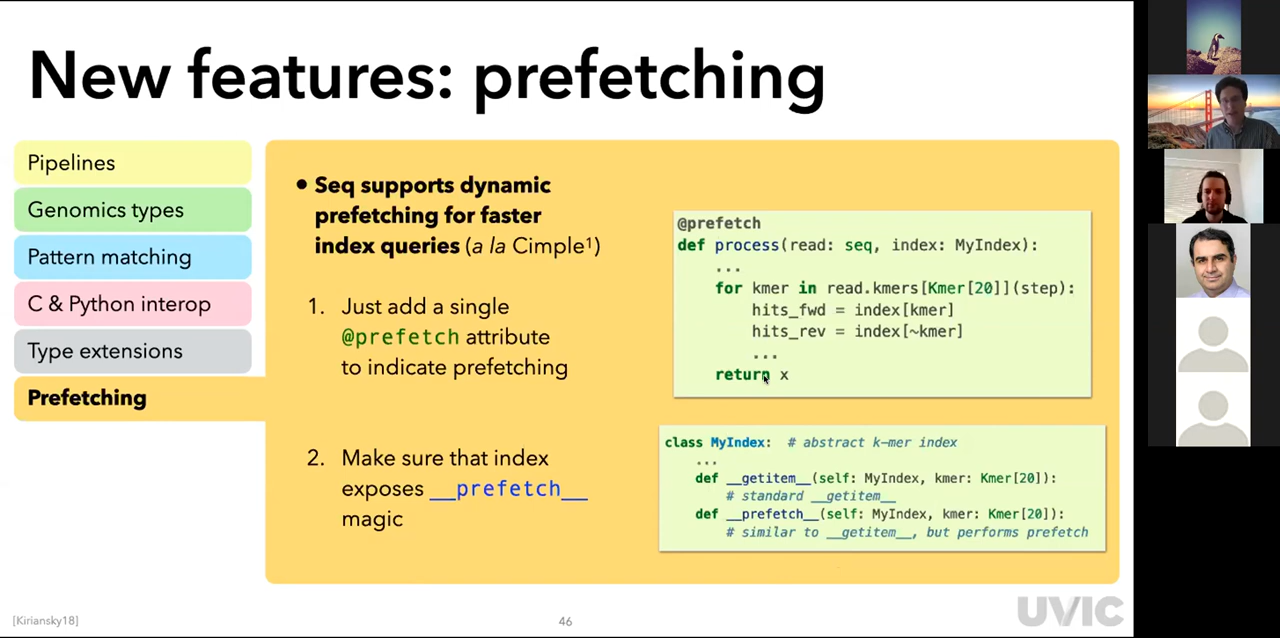 New features: prefetching
Pipelines
Genomics types
Pattern matching
C & Python interop
Type extensions
Prefetching
• Seq supports dynamic
prefetching for faster
index queries (a la Cimple¹)
1. Just add a single
@prefetch attribute
to indicate prefetching
2. Make sure that index
exposes __prefetch__
magic
@prefetch
def process(read: seq, index: MyIndex):
...
for kmer in read.kmers[Kmer[20]](step):
hits_fwd = index[kmer]
hits_rev = index[~kmer]
...
return x
class MyIndex: # abstract k-mer index
...
def __getitem__(self: MyIndex, kmer: Kmer[20]):
# standard __getitem__
def __prefetch__(self: MyIndex, kmer: Kmer[20]):
# similar to __getitem__, but performs prefetch
[Kiriansky18]
46
UVIC